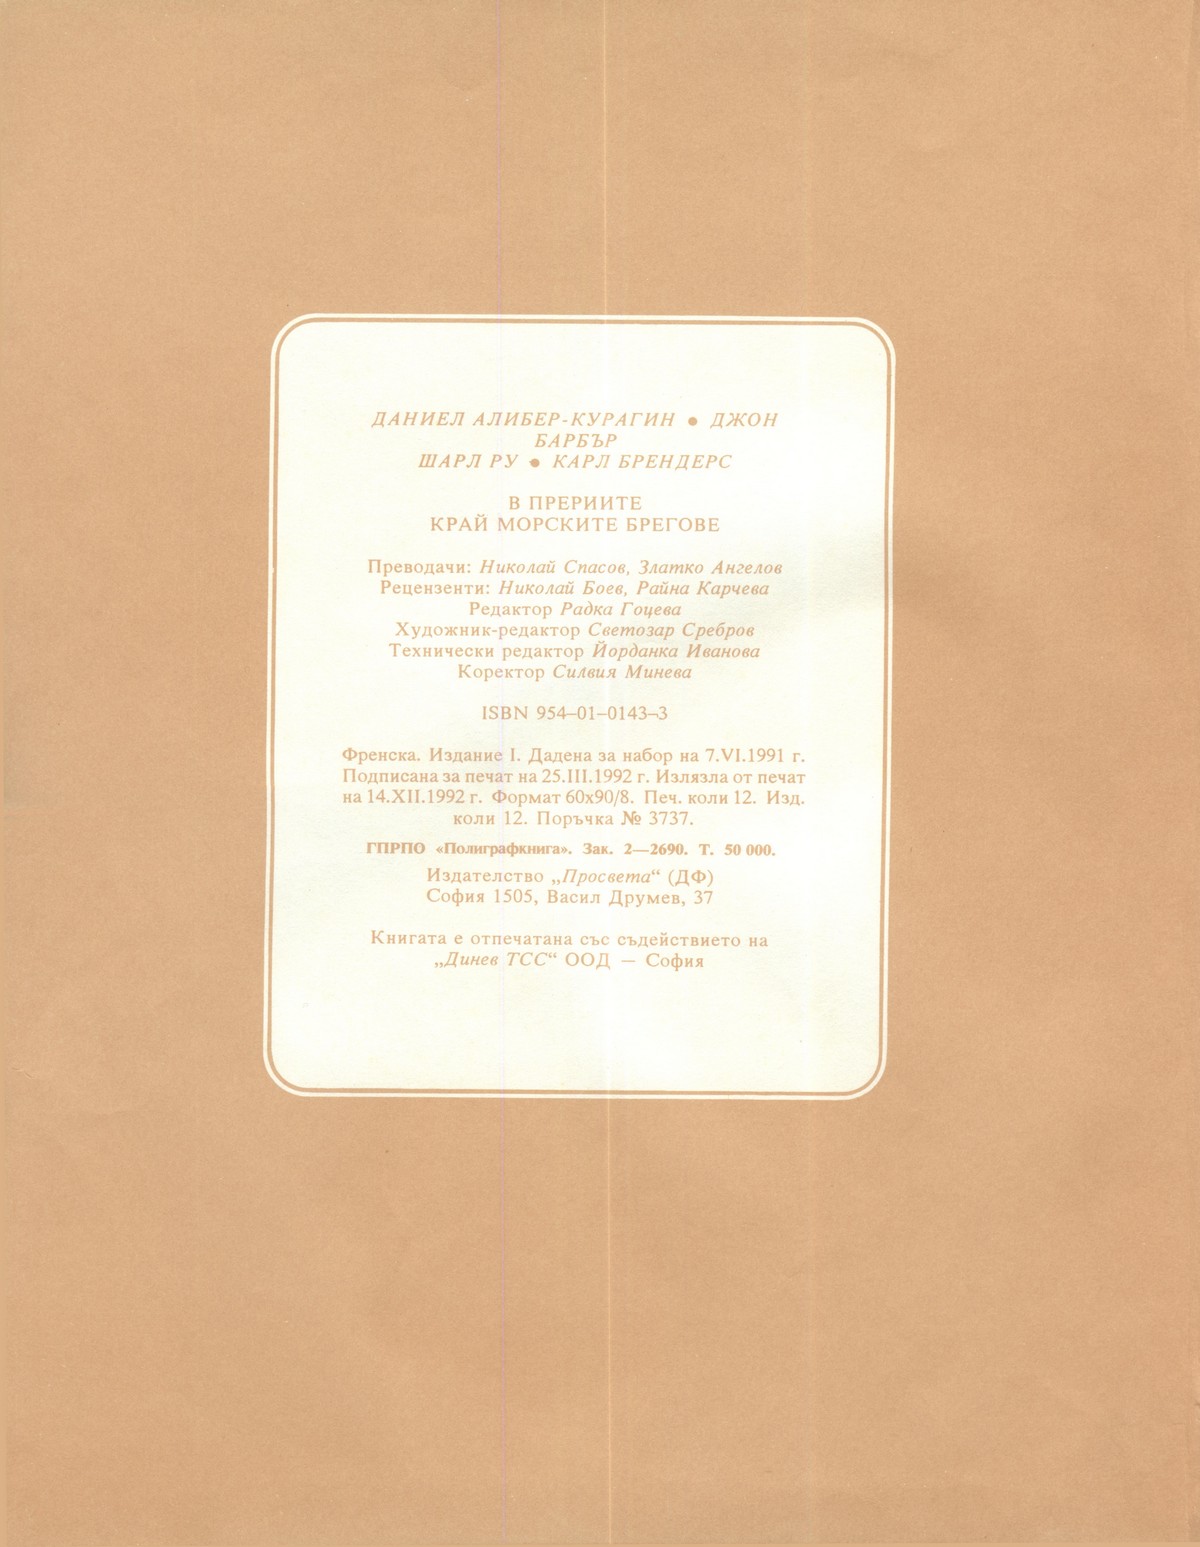 ДАНИЕЛ АЛИБЕР-КУРАГИН ● ДЖОН
БАРБЪР
ШАРЛ РУ ● КАРЛ БРЕНДЕРС
В ПРЕРИИТЕ
КРАЙ МОРСКИТЕ БРЕГОВЕ
Преводачи: Николай Спасов, Златко Ангелов
Рецензенти: Николай Боев, Райна Карчева
Редактор Радка Гоцева
Художник-редактор Светозар Сребров
Технически редактор Йорданка Иванова
Коректор Силвия Минева
ISBN 954–01–0143–3
Френска. Издание I. Дадена за набор на 7.VI.1991 г.
Подписана за печат на 25.III.1992 г. Излязла от печат
на 14.XII.1992 г. Формат 60x90/8. Печ. коли 12. Изд.
коли 12. Поръчка № 3737.
ГПРПО «Полиграфкнига». Зак. 2—2690. Т. 50 000.
Издателство „Просвета“ (ДФ)
София 1505, Васил Друмев, 37
Книгата е отпечатана със съдействието на
„Динев ТСС“ ООД — София